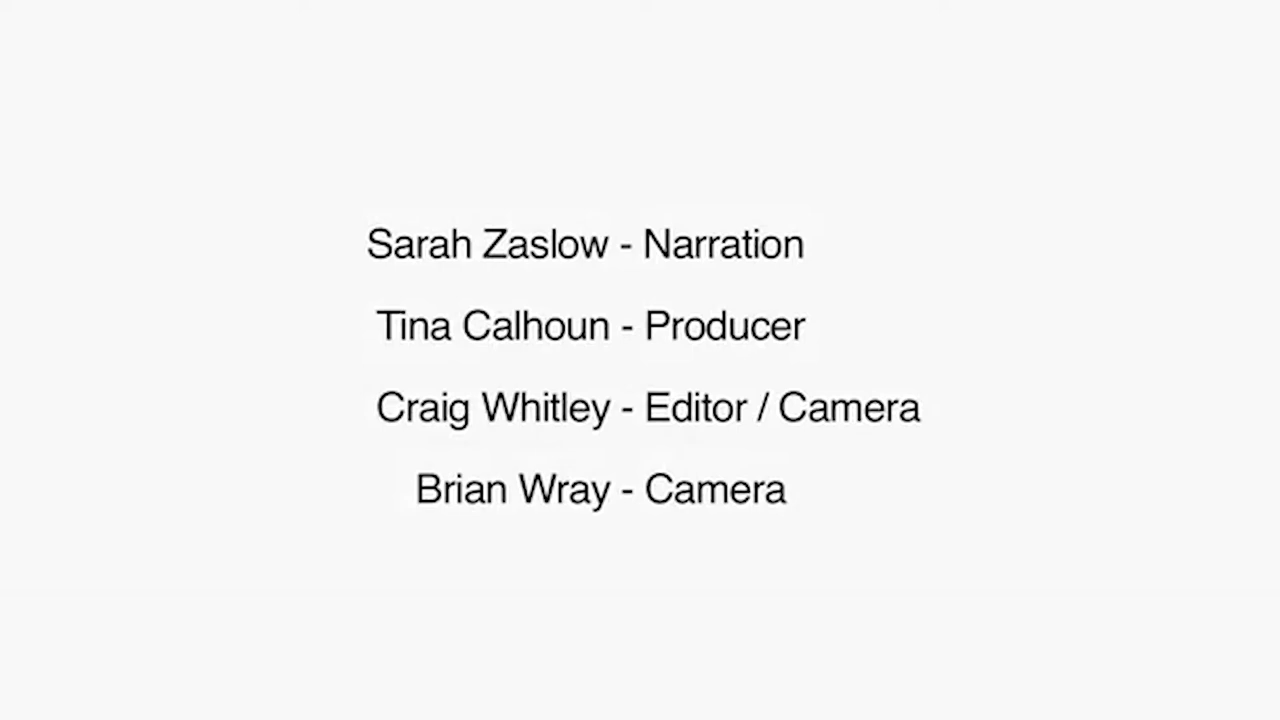 Sarah Zaslow - Narration
Tina Calhoun - Producer
Craig Whitley - Editor / Camera
Brian Wray - Camera